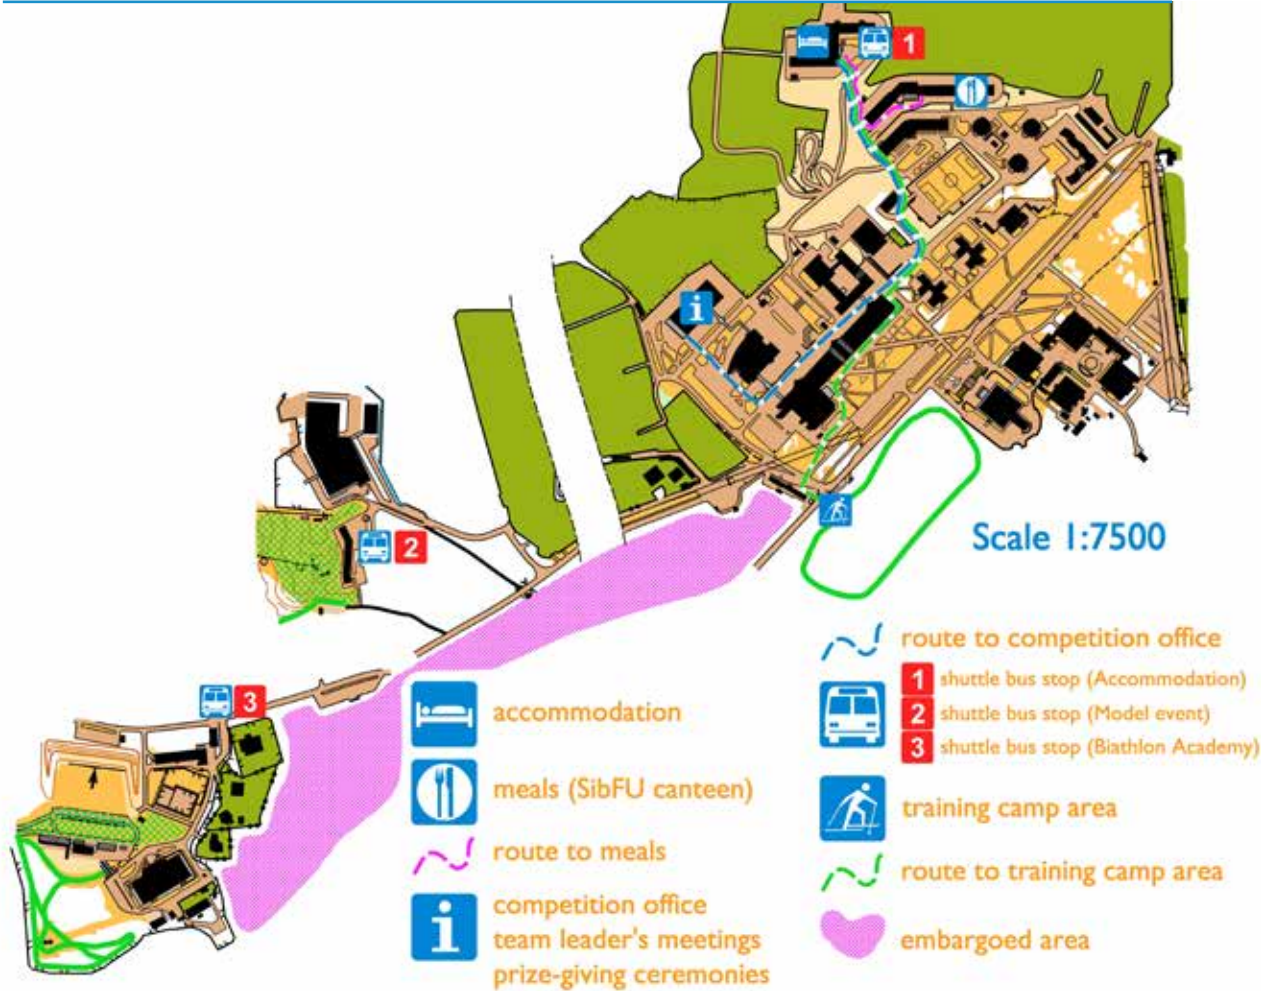 1
i
2
Scale 1:7500
3
route to competition office
1 shuttle bus stop (Accommodation)
2 shuttle bus stop (Model event)
3 shuttle bus stop (Biathlon Academy)
accommodation
meals (SibFU canteen)
training camp area
route to meals
route to training camp area
i
competition office
team leader's meetings
prize-giving ceremonies
embargoed area